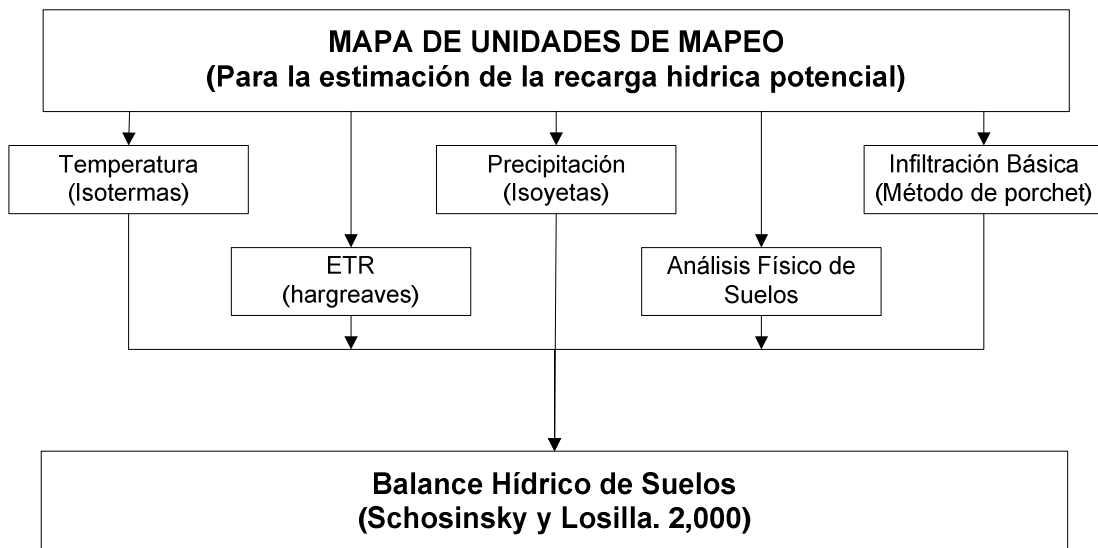 MAPA DE UNIDADES DE MAPEO
(Para la estimación de la recarga hidrica potencial)
Temperatura
(Isotermas)
Precipitación
(Isoyetas)
Infiltración Básica
(Método de porchet)
ETR
(hargreaves)
Análisis Físico de
Suelos
Balance Hídrico de Suelos
(Schosinsky y Losilla. 2,000)